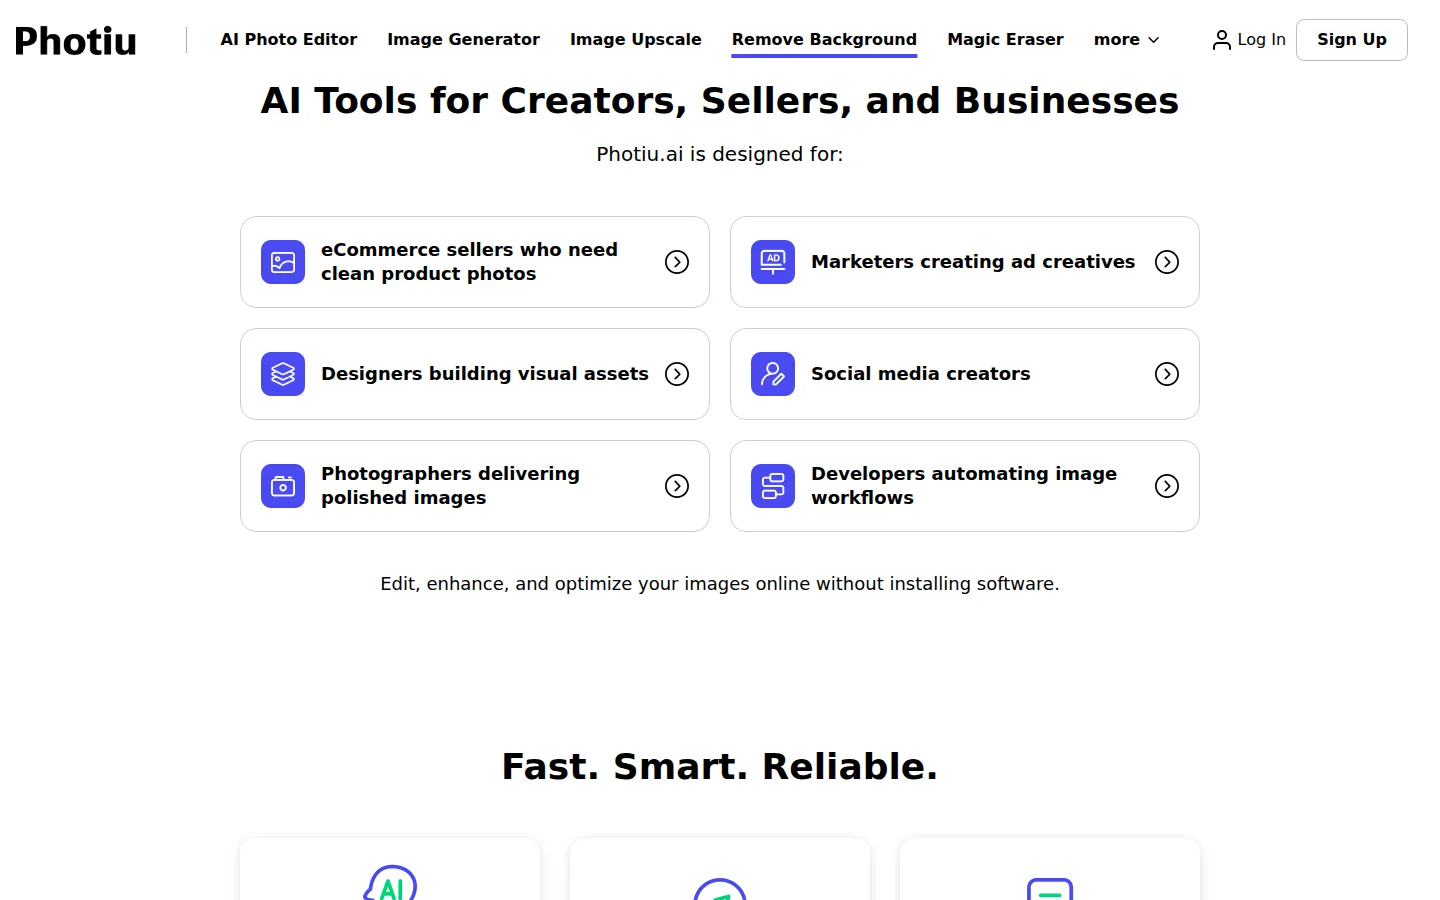 Photiu
AI Photo Editor
Image Generator
Image Upscale
Remove Background
Magic Eraser
more
Log In
Sign Up
AI Tools for Creators, Sellers, and Businesses
Photiu.ai is designed for:
eCommerce sellers who need
clean product photos
AD
Marketers creating ad creatives
Designers building visual assets
Social media creators
Photographers delivering
polished images
Developers automating image
workflows
Edit, enhance, and optimize your images online without installing software.
Fast. Smart. Reliable.
AI